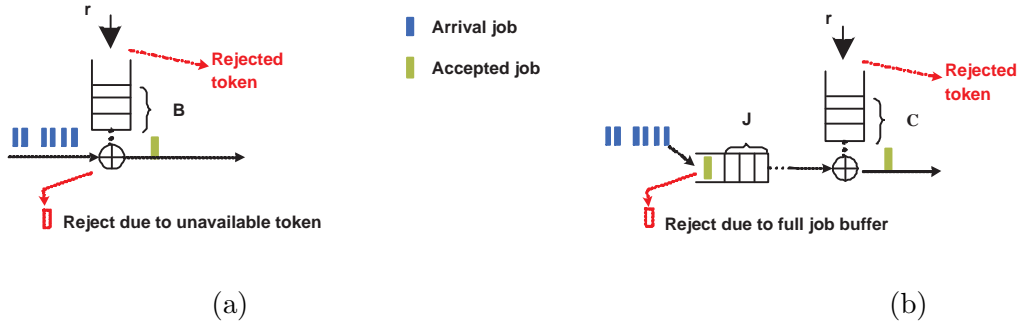 r
Rejected
token
B
Reject due to unavailable token
(a)
Arrival job
Accepted job
r
Rejected
token
J
C
Reject due to full job buffer
(b)